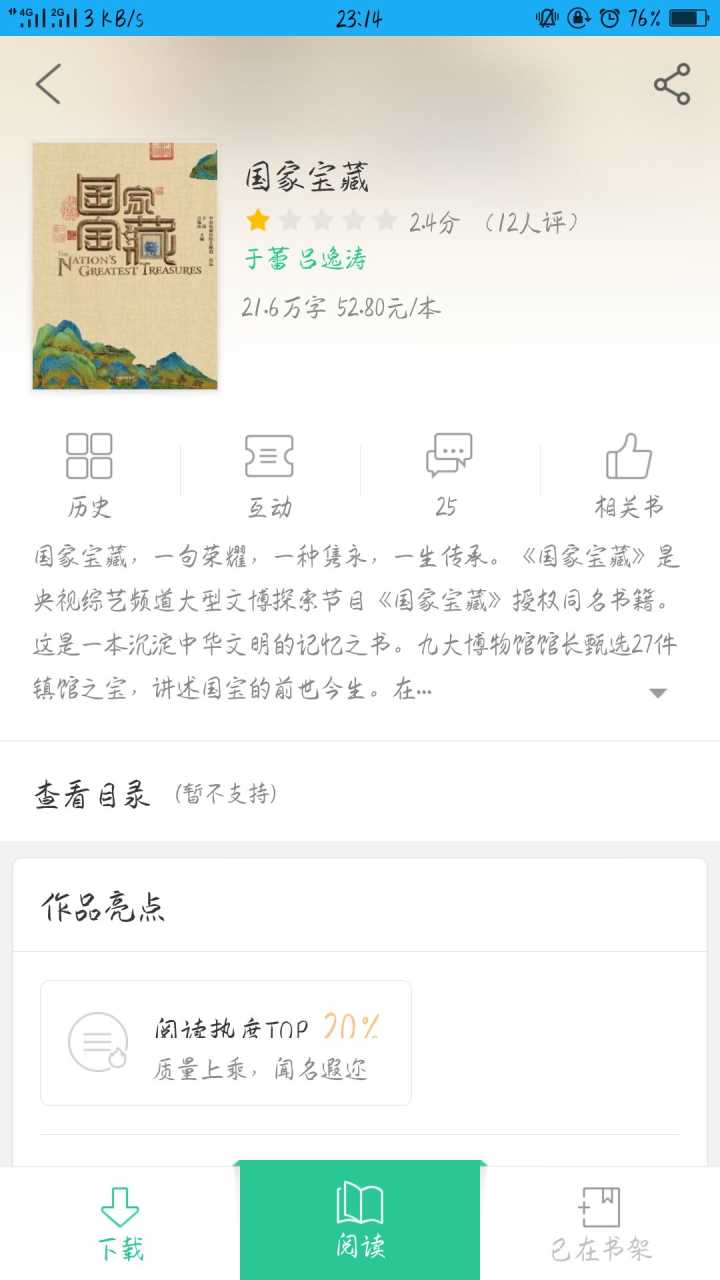 4G 2G 3 KB/s 23:14 76%
国家宝藏
THE NATION'S GREATEST TREASURES
国家宝藏
2.4分 (12人评)
于蕾 吕逸涛
21.6万字 52.80元/本
历史 互动 25 相关书
国家宝藏，一句荣耀，一种隽永，一生传承。《国家宝藏》是
央视综艺频道大型文博探索节目《国家宝藏》授权同名书籍。
这是一本沉淀中华文明的记忆之书。九大博物馆馆长甄选27件
镇馆之宝，讲述国宝的前世今生。在...
查看目录 (暂不支持)
作品亮点
阅读热度TOP 20%
质量上乘，闻名遐迩
下载 阅读 已在书架